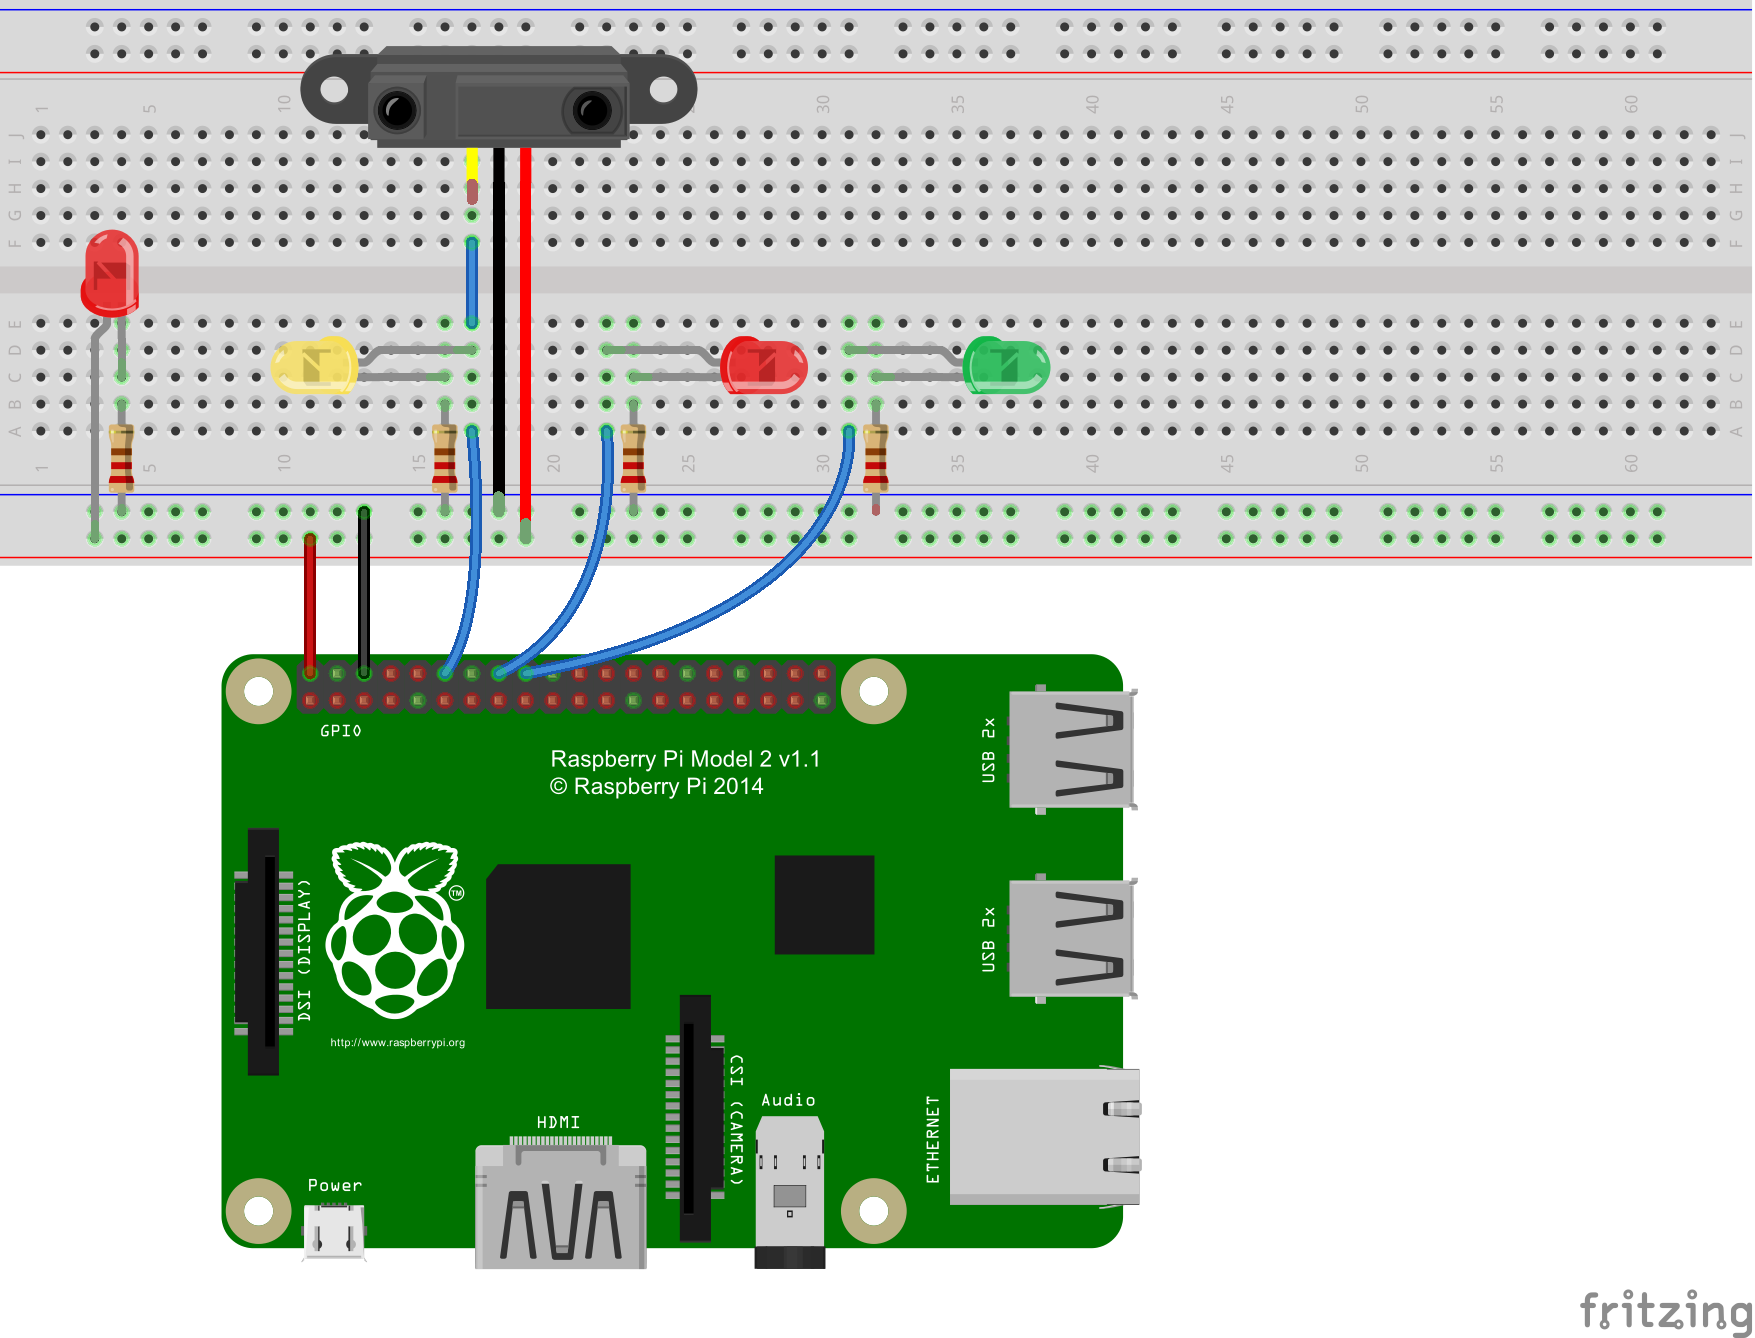 1 5 10 30 35 40 45 50 55 60
J J
I I
H H
G G
F F
E E
D D
C C
B B
A A
1 5 10 15 20 25 30 35 40 45 50 55 60
GPIO
Raspberry Pi Model 2 v1.1
© Raspberry Pi 2014
USB 2x
DSI (DISPLAY)
TM
USB 2x
http://www.raspberrypi.org
CSI (CAMERA)
Audio
HDMI
ETHERNET
Power
fritzing